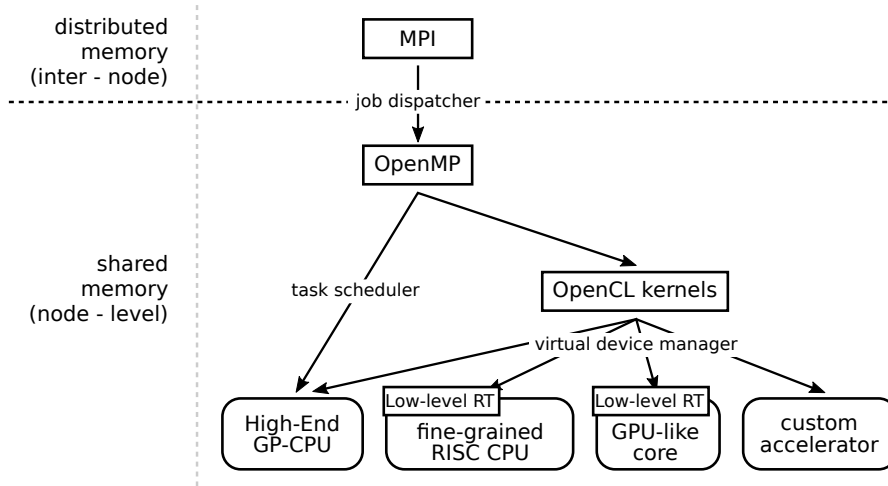 distributed
memory
(inter - node)
MPI
job dispatcher
OpenMP
shared
memory
(node - level)
task scheduler
OpenCL kernels
virtual device manager
Low-level RT
Low-level RT
High-End
GP-CPU
fine-grained
RISC CPU
GPU-like
core
custom
accelerator